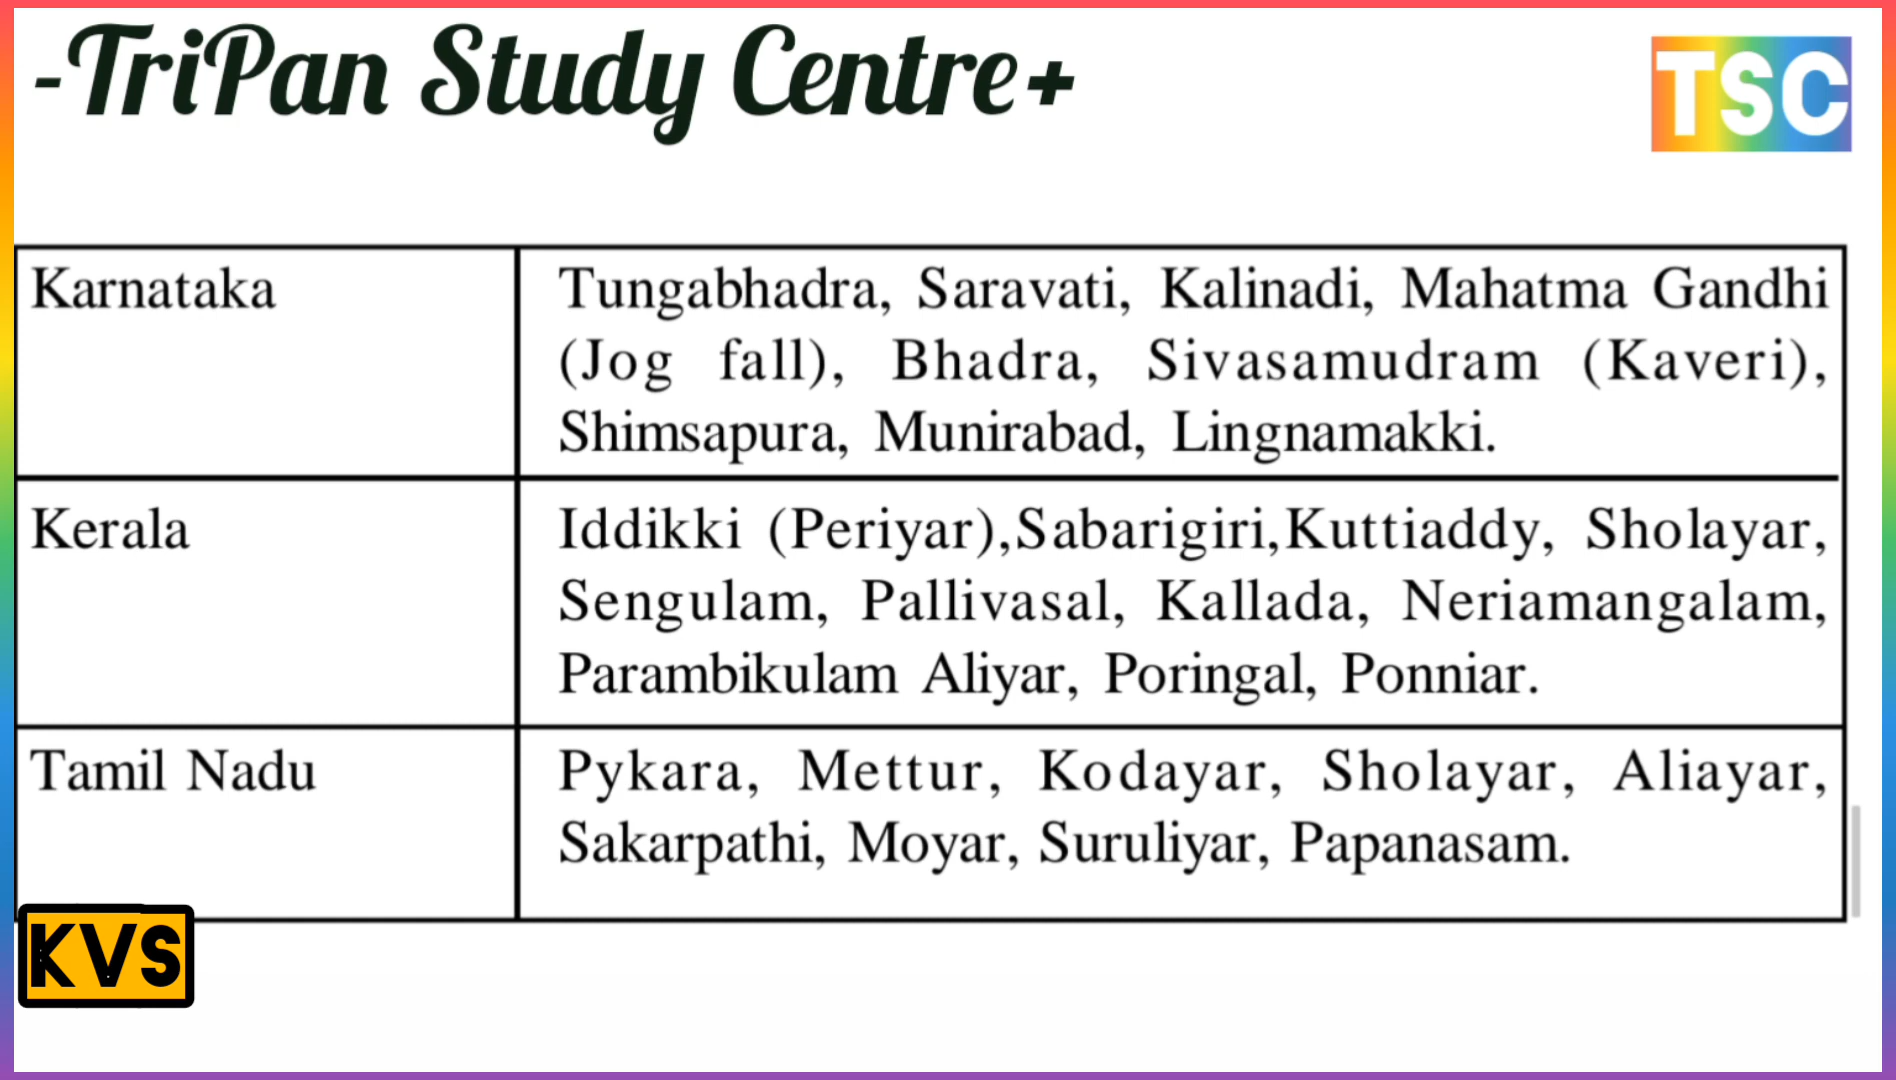 -TriPan Study Centre+
TSC
Karnataka
Tungabhadra, Saravati, Kalinadi, Mahatma Gandhi
(Jog fall), Bhadra, Sivasamudram (Kaveri),
Shimsapura, Munirabad, Lingnamakki.
Kerala
Iddikki (Periyar),Sabarigiri,Kuttiaddy, Sholayar,
Sengulam, Pallivasal, Kallada, Neriamangalam,
Parambikulam Aliyar, Poringal, Ponniar.
Tamil Nadu
Pykara, Mettur, Kodayar, Sholayar, Aliayar,
Sakarpathi, Moyar, Suruliyar, Papanasam.
KVS